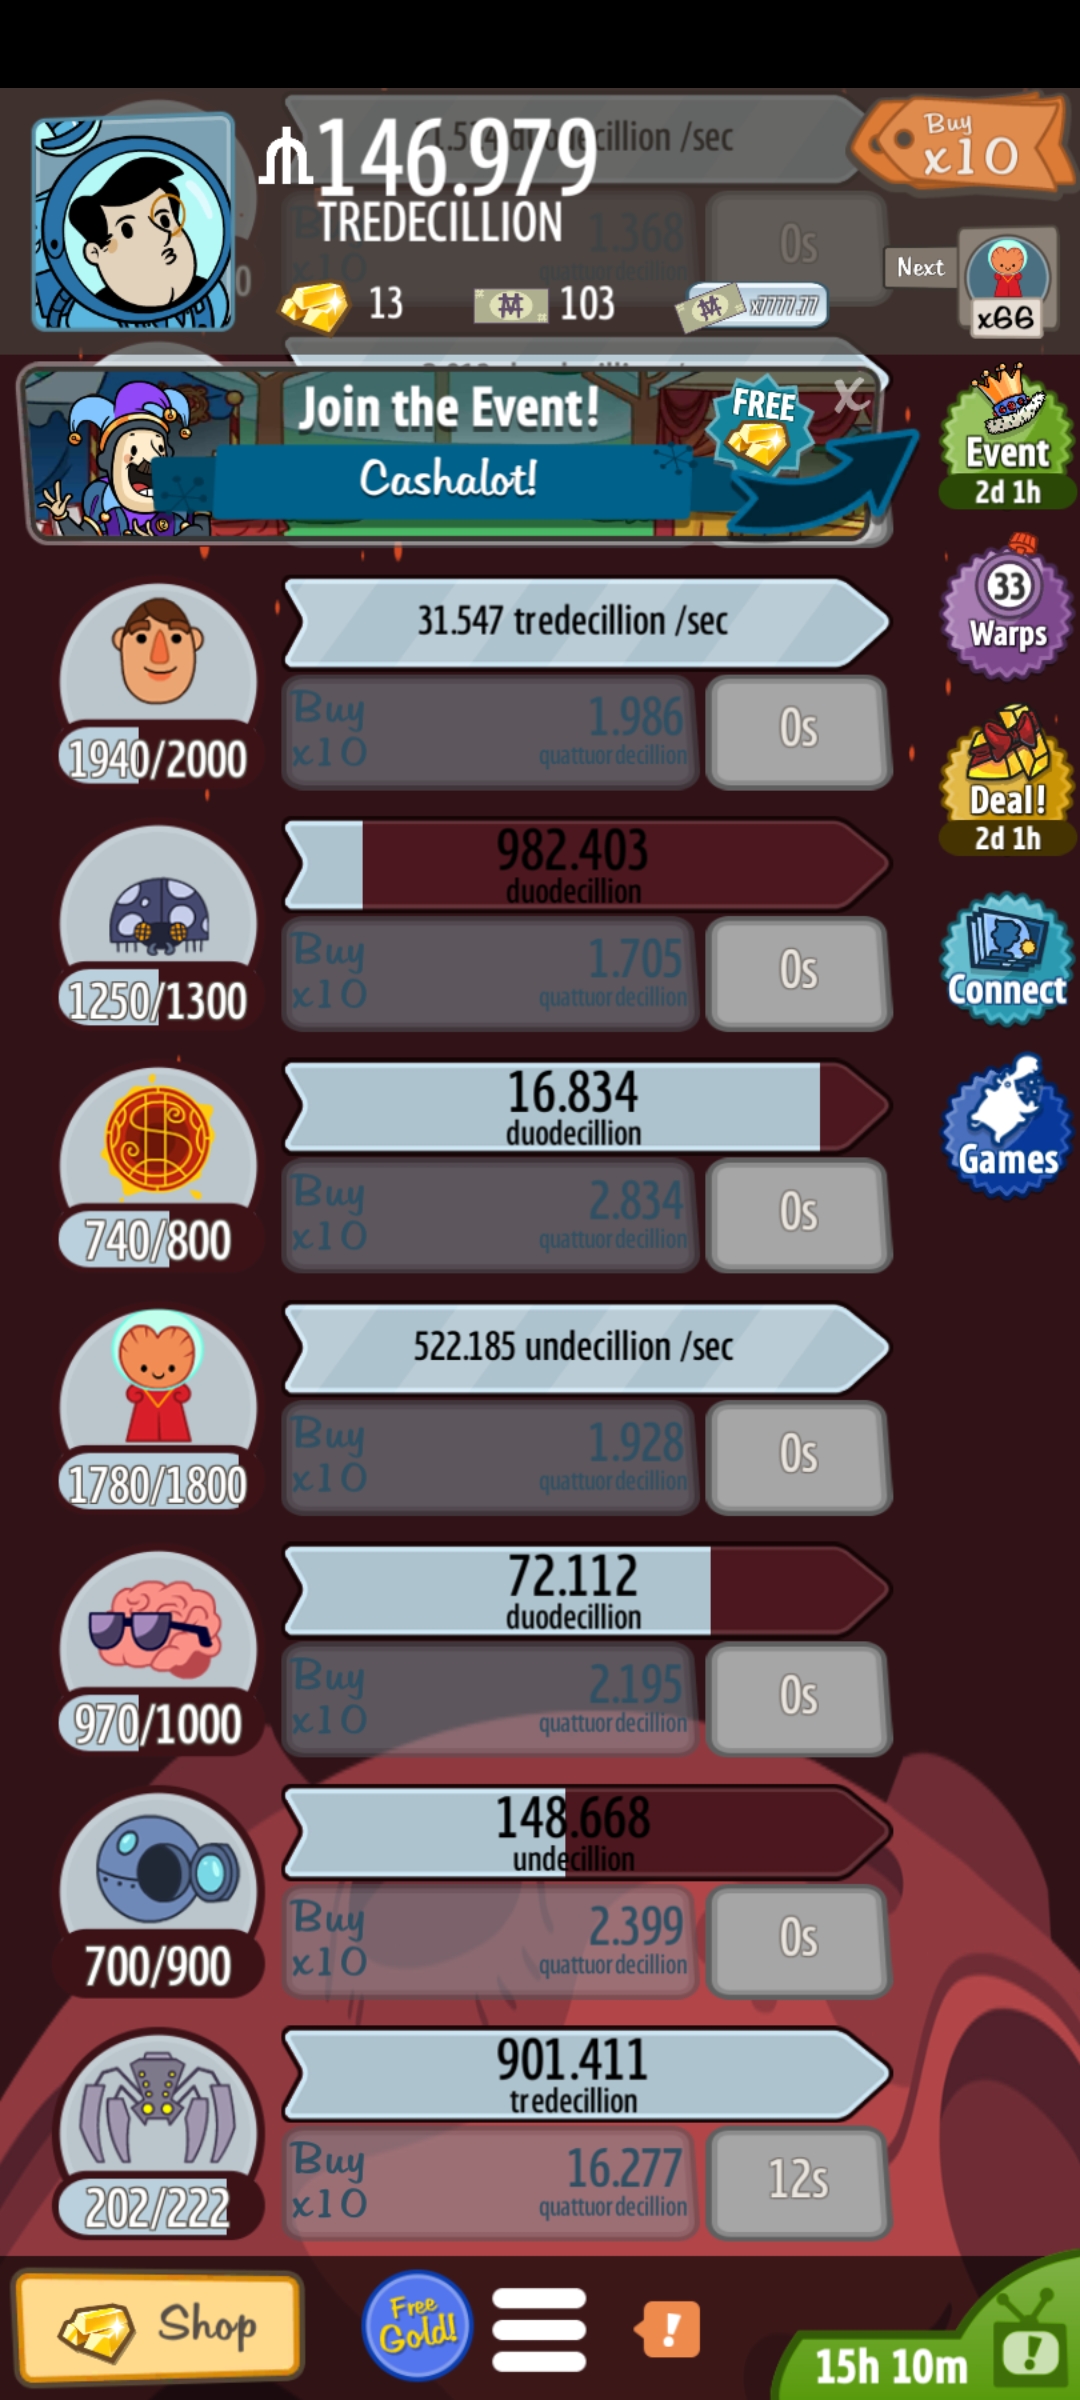 146.979
TREDECILLION
Buy
x10
1.368
quattuordecillion
0s
13
103
x7777.77
Next
x66
Join the Event!
FREE
X
Cashalot!
Event
2d 1h
31.547 tredecillion /sec
Buy
x10
1.986
quattuordecillion
0s
1940/2000
33
Warps
982.403
duodecillion
Buy
x10
1.705
quattuordecillion
0s
1250/1300
Deal!
2d 1h
Connect
16.834
duodecillion
Buy
x10
2.834
quattuordecillion
0s
740/800
Games
522.185 undecillion /sec
Buy
x10
1.928
quattuordecillion
0s
1780/1800
72.112
duodecillion
Buy
x10
2.195
quattuordecillion
0s
970/1000
148.668
undecillion
Buy
x10
2.399
quattuordecillion
0s
700/900
901.411
tredecillion
Buy
x10
16.277
quattuordecillion
12s
202/222
Shop
Free
Gold!
!
15h 10m
!